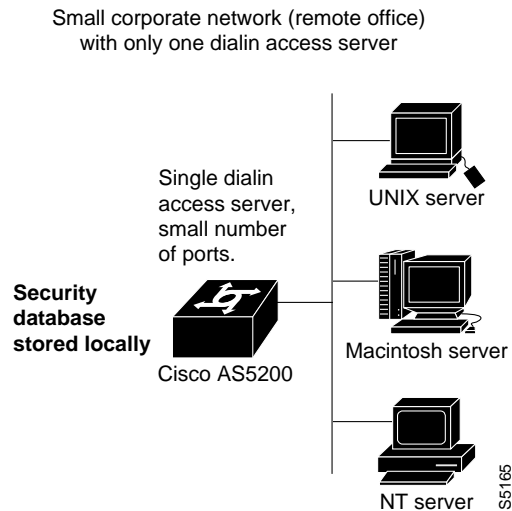 Small corporate network (remote office)
with only one dialin access server
Single dialin
access server,
small number
of ports.
Security
database
stored locally
Cisco AS5200
UNIX server
Macintosh server
NT server
S5165